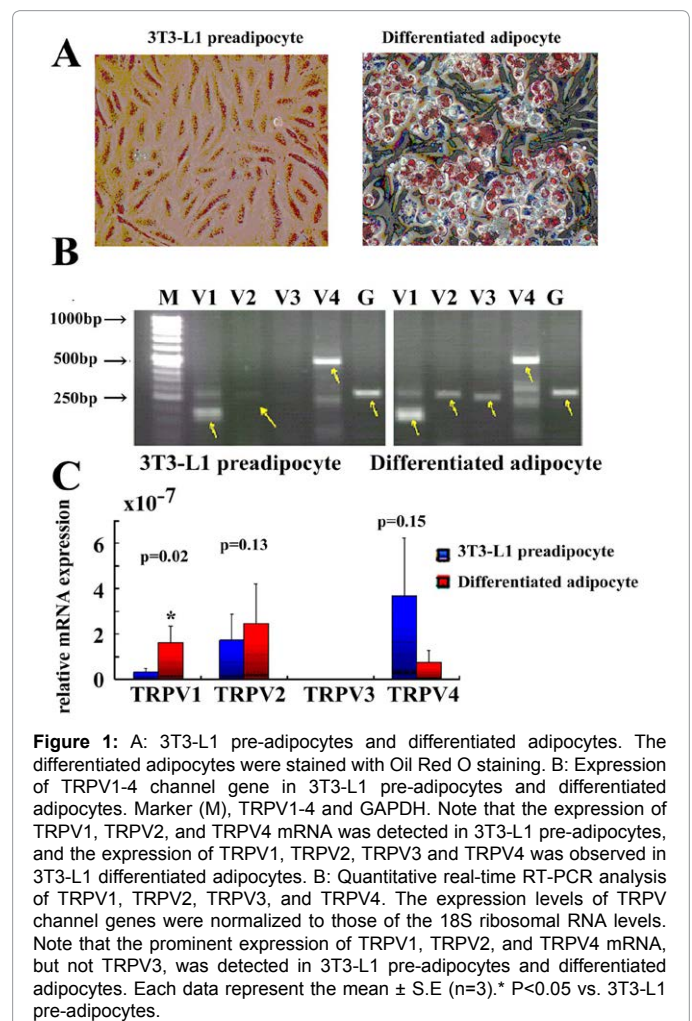 3T3-L1 preadipocyte Differentiated adipocyte
A
B
M V1 V2 V3 V4 G V1 V2 V3 V4 G
1000bp→
500bp→
250bp→
3T3-L1 preadipocyte Differentiated adipocyte
C
x10⁻⁷
relative mRNA expression
6
4
2
0
p=0.02
p=0.13
p=0.15
*
3T3-L1 preadipocyte
Differentiated adipocyte
TRPV1 TRPV2 TRPV3 TRPV4
Figure 1: A: 3T3-L1 pre-adipocytes and differentiated adipocytes. The
differentiated adipocytes were stained with Oil Red O staining. B: Expression
of TRPV1-4 channel gene in 3T3-L1 pre-adipocytes and differentiated
adipocytes. Marker (M), TRPV1-4 and GAPDH. Note that the expression of
TRPV1, TRPV2, and TRPV4 mRNA was detected in 3T3-L1 pre-adipocytes,
and the expression of TRPV1, TRPV2, TRPV3 and TRPV4 was observed in
3T3-L1 differentiated adipocytes. B: Quantitative real-time RT-PCR analysis
of TRPV1, TRPV2, TRPV3, and TRPV4. The expression levels of TRPV
channel genes were normalized to those of the 18S ribosomal RNA levels.
Note that the prominent expression of TRPV1, TRPV2, and TRPV4 mRNA,
but not TRPV3, was detected in 3T3-L1 pre-adipocytes and differentiated
adipocytes. Each data represent the mean ± S.E (n=3).* P<0.05 vs. 3T3-L1
pre-adipocytes.